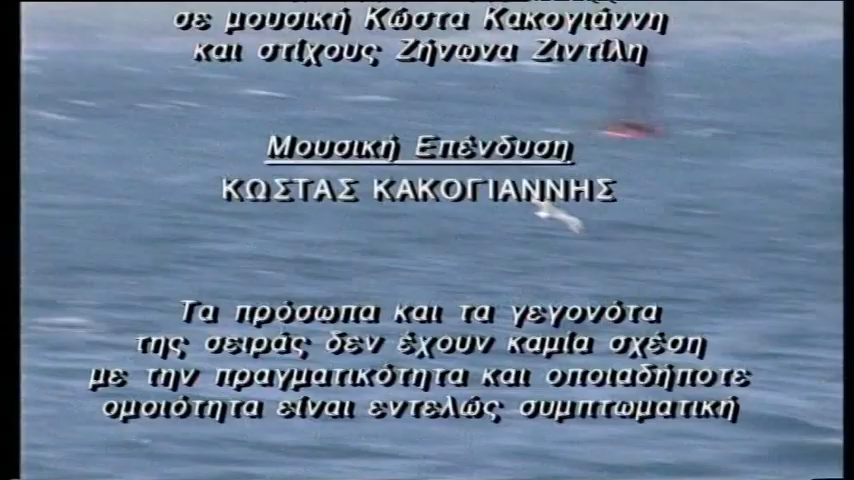 σε μουσική Κώστα Κακογιάννη
και στίχους Ζήνωνα Ζιντίλη
Μουσική Επένδυση
ΚΩΣΤΑΣ ΚΑΚΟΓΙΑΝΝΗΣ
Τα πρόσωπα και τα γεγονότα
της σειράς δεν έχουν καμία σχέση
με την πραγματικότητα και οποιαδήποτε
ομοιότητα είναι εντελώς συμπτωματική